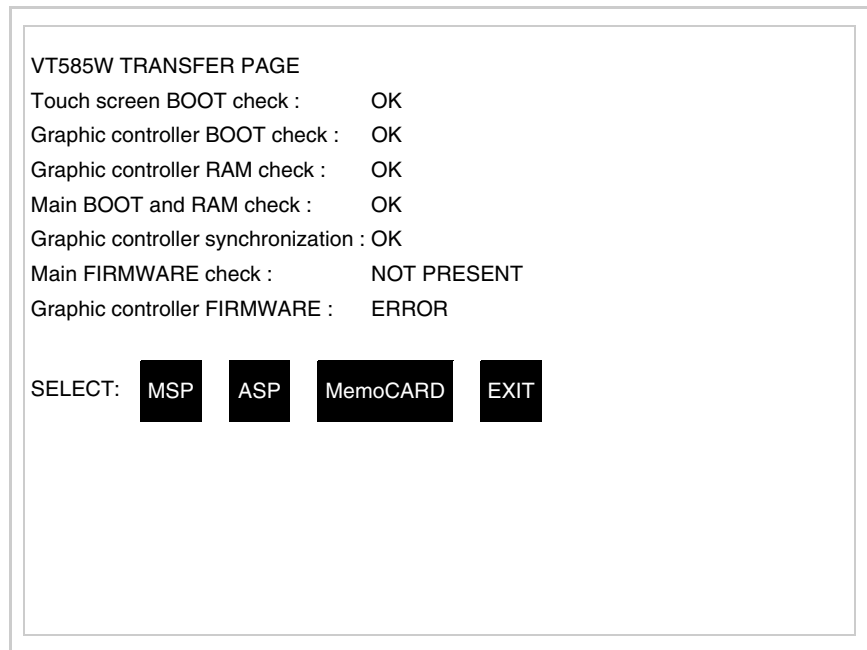 VT585W TRANSFER PAGE
Touch screen BOOT check : OK
Graphic controller BOOT check : OK
Graphic controller RAM check : OK
Main BOOT and RAM check : OK
Graphic controller synchronization : OK
Main FIRMWARE check : NOT PRESENT
Graphic controller FIRMWARE : ERROR
SELECT: MSP ASP MemoCARD EXIT